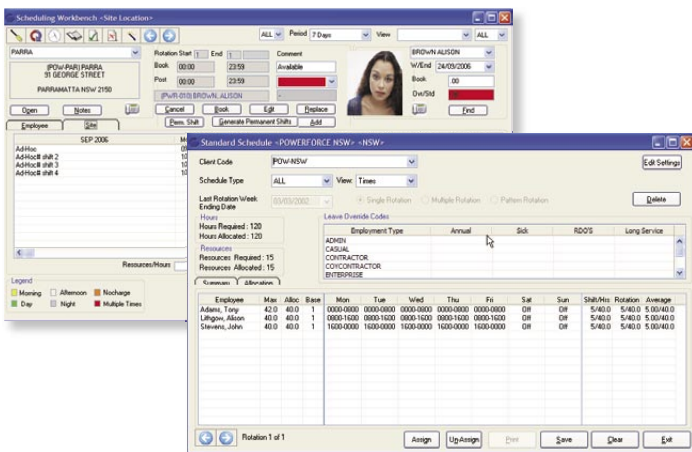 Scheduling Workbench <Site Location>
ALL Period 7 Days View ALL
PARRA
(POW-PAR) PARRA
91 GEORGE STREET
PARRAMATTA NSW 2150
Open Notes
Employee Site
Rotation Start 1 End 1 Comment
Book 00:00 23:59 Available
Post 00:00 23:59
(PWR-010) BROWN, ALISON
Cancel Book Edit Replace
Perm. Shift Generate Permanent Shifts Add
BROWN ALISON
W/End 24/09/2006
Book .00
Ow/Std
Find
SEP 2006
AdHoc
AdHoc# shift 2
AdHoc# shift 3
AdHoc# shift 4
Resources/Hours
Legend
Morning Afternoon Nocharge
Day Night Multiple Times
Standard Schedule <POWERFORCE NSW> <NSW>
Client Code POW-NSW Edit Settings
Schedule Type ALL View: Times
Last Rotation Week Ending Date 03/03/2002 Single Rotation Multiple Rotation Pattern Rotation Delete
Hours
Hours Required : 120
Hours Allocated : 120
Resources
Resources Required : 15
Resources Allocated : 15
Summary Allocation
Leave Override Codes
Employment Type Annual Sick RDO'S Long Service
ADMIN
CASUAL
CONTRACTOR
COYCONTRACTOR
ENTERPRISE
Employee Max Alloc Base Mon Tue Wed Thu Fri Sat Sun Shift/Hrs Rotation Average
Adams, Tony 42.0 40.0 1 0000-0800 0000-0800 0000-0800 0000-0800 0000-0800 Off Off 5/40.0 5/40.0 5.00/40.0
Lithgow, Alison 40.0 40.0 1 0800-1600 0800-1600 0800-1600 0800-1600 0800-1600 Off Off 5/40.0 5/40.0 5.00/40.0
Stevens, John 40.0 40.0 1 1600-0000 1600-0000 1600-0000 1600-0000 1600-0000 Off Off 5/40.0 5/40.0 5.00/40.0
Rotation 1 of 1 Assign UnAssign Print Save Clear Exit